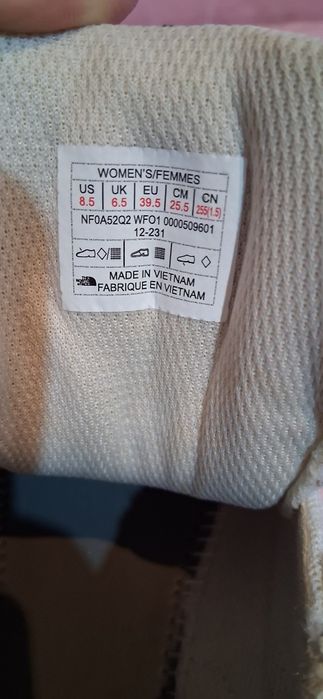 WOMEN'S/FEMMES
US UK EU CM CN
8.5 6.5 39.5 25.5 255(1.5)
NF0A52Q2 WFO1 0000509601
12-231
MADE IN VIETNAM
FABRIQUE EN VIETNAM